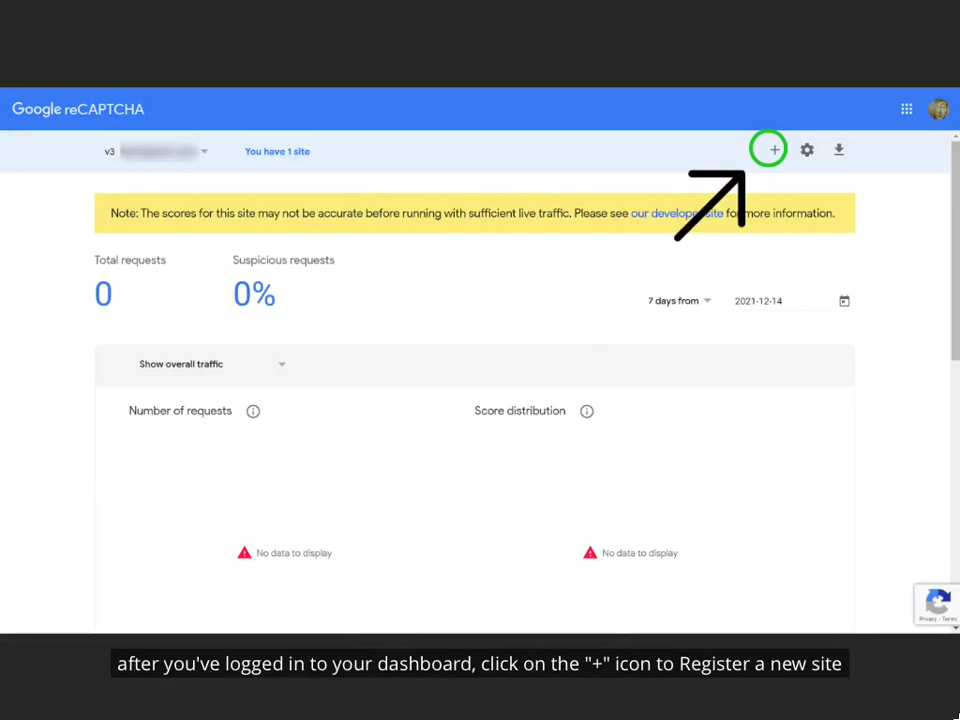 Google reCAPTCHA
v3
You have 1 site
Note: The scores for this site may not be accurate before running with sufficient live traffic. Please see our developer site for more information.
Total requests
Suspicious requests
0
0%
7 days from
2021-12-14
Show overall traffic
Number of requests
Score distribution
No data to display
No data to display
Privacy - Terms
after you've logged in to your dashboard, click on the "+" icon to Register a new site